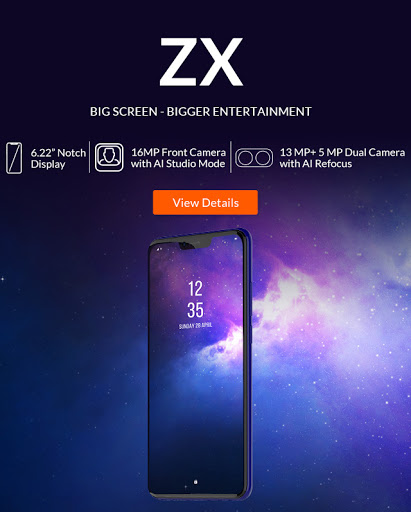 ZX
BIG SCREEN - BIGGER ENTERTAINMENT
6.22” Notch
Display
16MP Front Camera
with AI Studio Mode
13 MP+ 5 MP Dual Camera
with AI Refocus
View Details
12
35
SUNDAY 28 APRIL